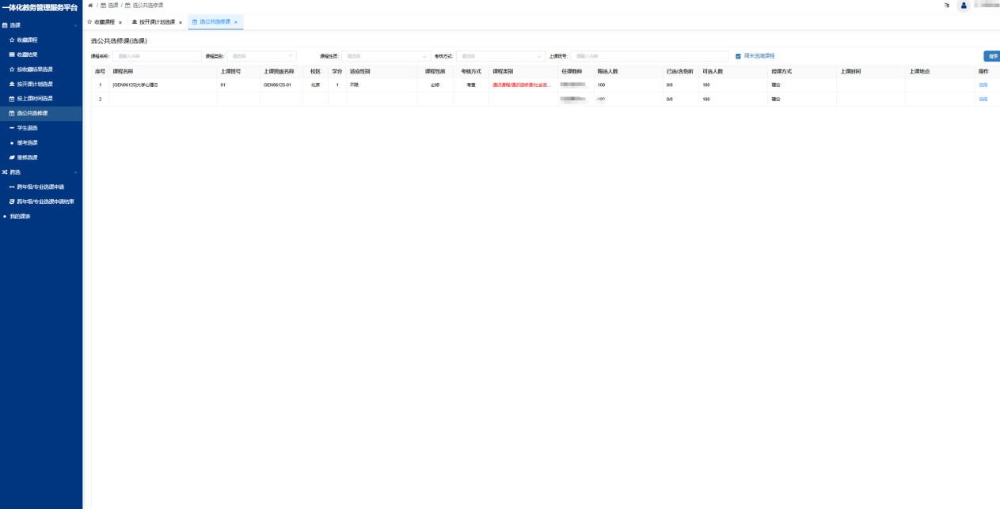 一体化教务管理服务平台
/ 选课 / 选公共选修课
选课
收藏课程
收藏结果
按收藏结果选课
按开课计划选课
按上课时间选课
选公共选修课
学生退选
缓考选课
重修选课
跨选
跨年级/专业选课申请
跨年级/专业选课申请结果
我的课表
收藏课程 × 按开课计划选课 × 选公共选修课 ×
选公共选修课(选课)
课程名称: 请输入内容 课程类别: 请选择 课程性质: 请选择 考核方式: 请选择 上课班号: 请输入内容 限未选满课程 搜索
序号 课程名称 上课班号 上课班级名称 校区 学分 适应性别 课程性质 考核方式 课程类别 任课教师 限选人数 已选/含免听 可选人数 授课方式 上课时间 上课地点 操作
1 [GEN06125]大学心理II 01 GEN06125-01 北京 1 不限 必修 考查 通识课程/通识选修课/社会发... 100 0/0 100 理论 选择
2 100 0/0 100 理论 选择